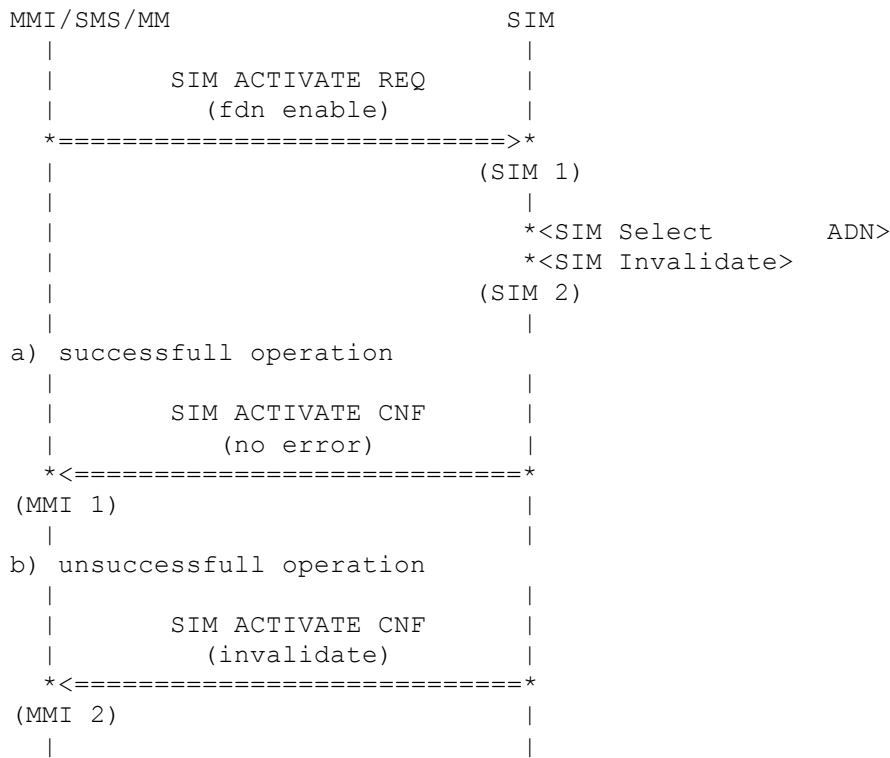 MMI/SMS/MM                     SIM
  |                             |
  |       SIM ACTIVATE REQ      |
  |         (fdn enable)        |
  *============================>*
  |                          (SIM 1)
  |                             |
  |                             *<SIM Select       ADN>
  |                             *<SIM Invalidate>
  |                          (SIM 2)
  |                             |
a) successfull operation
  |                             |
  |       SIM ACTIVATE CNF      |
  |          (no error)         |
  *<============================*
(MMI 1)                         |
  |                             |
b) unsuccessfull operation
  |                             |
  |       SIM ACTIVATE CNF      |
  |         (invalidate)        |
  *<============================*
(MMI 2)                         |
  |                             |